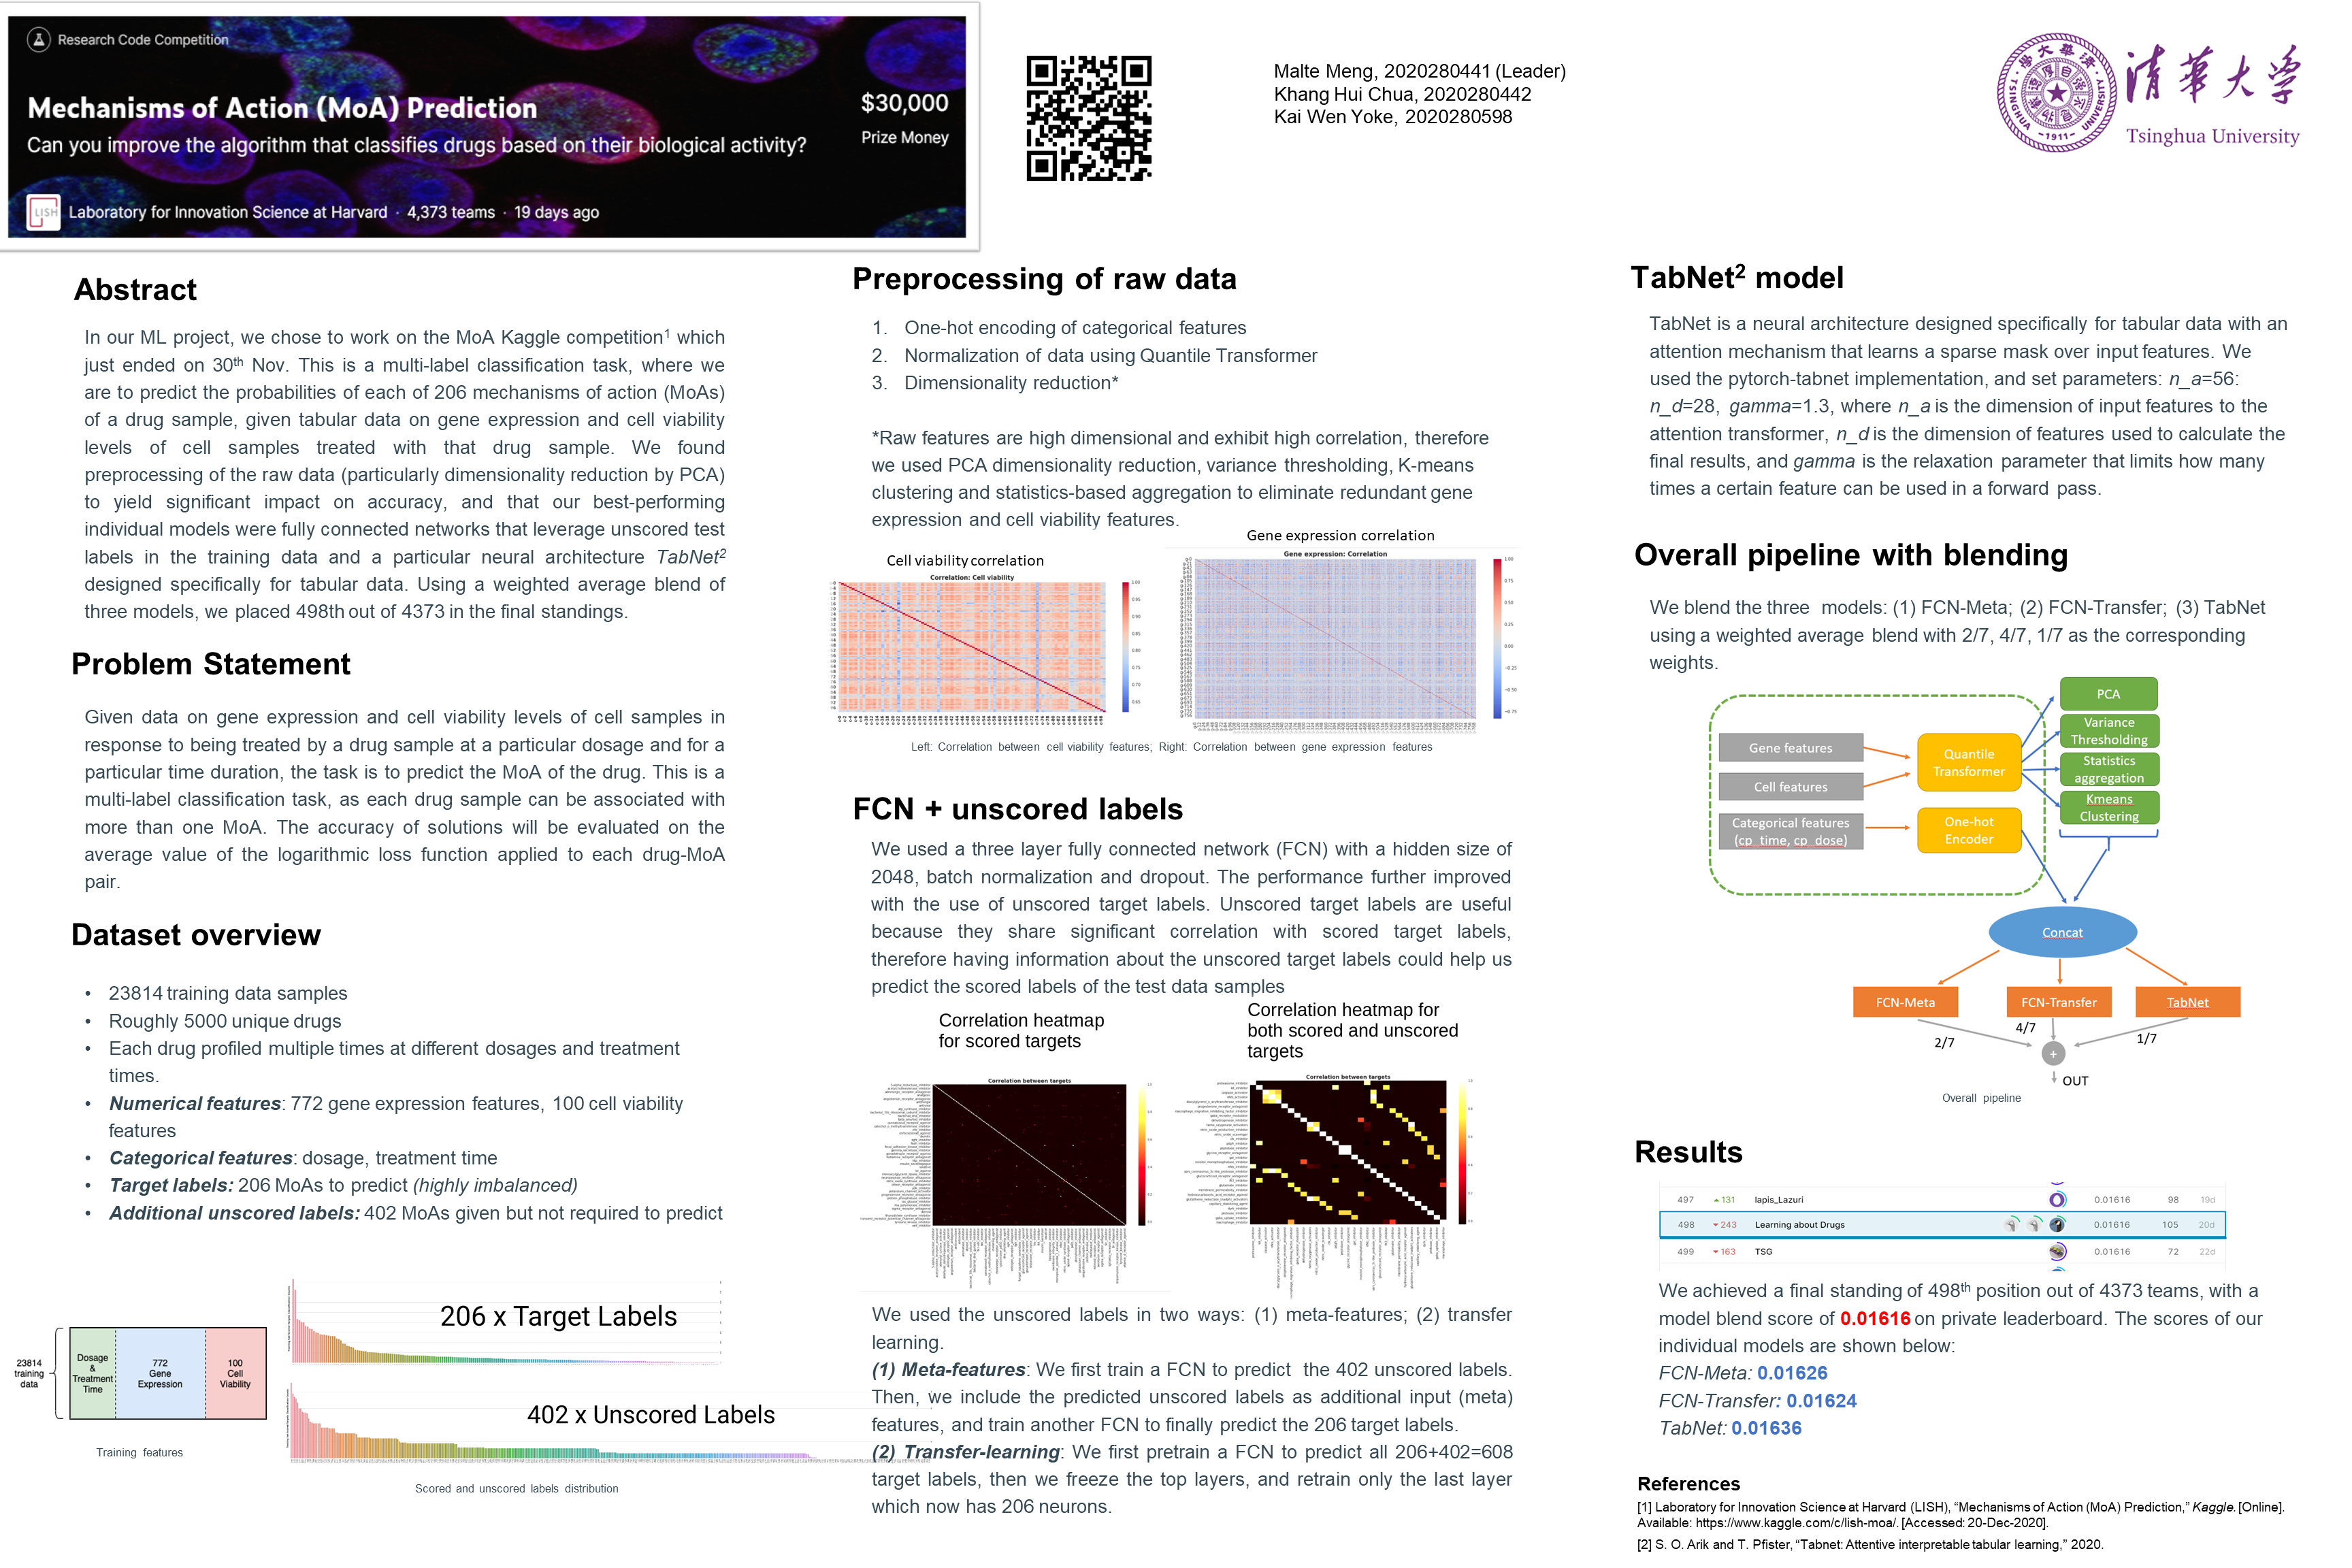 Research Code Competition
Mechanisms of Action (MoA) Prediction
Can you improve the algorithm that classifies drugs based on their biological activity?
$30,000
Prize Money
LISH
Laboratory for Innovation Science at Harvard · 4,373 teams · 19 days ago
Malte Meng, 2020280441 (Leader)
Khang Hui Chua, 2020280442
Kai Wen Yoke, 2020280598
TSINGHUA UNIVERSITY
-1911-
清華大学
Tsinghua University
Abstract
In our ML project, we chose to work on the MoA Kaggle competition1 which
just ended on 30th Nov. This is a multi-label classification task, where we
are to predict the probabilities of each of 206 mechanisms of action (MoAs)
of a drug sample, given tabular data on gene expression and cell viability
levels of cell samples treated with that drug sample. We found
preprocessing of the raw data (particularly dimensionality reduction by PCA)
to yield significant impact on accuracy, and that our best-performing
individual models were fully connected networks that leverage unscored test
labels in the training data and a particular neural architecture TabNet2
designed specifically for tabular data. Using a weighted average blend of
three models, we placed 498th out of 4373 in the final standings.
Problem Statement
Given data on gene expression and cell viability levels of cell samples in
response to being treated by a drug sample at a particular dosage and for a
particular time duration, the task is to predict the MoA of the drug. This is a
multi-label classification task, as each drug sample can be associated with
more than one MoA. The accuracy of solutions will be evaluated on the
average value of the logarithmic loss function applied to each drug-MoA
pair.
Dataset overview
• 23814 training data samples
• Roughly 5000 unique drugs
• Each drug profiled multiple times at different dosages and treatment
times.
• Numerical features: 772 gene expression features, 100 cell viability
features
• Categorical features: dosage, treatment time
• Target labels: 206 MoAs to predict (highly imbalanced)
• Additional unscored labels: 402 MoAs given but not required to predict
23814
training
data
Dosage
&
Treatment
Time
772
Gene
Expression
100
Cell
Viability
Training features
206 x Target Labels
402 x Unscored Labels
Scored and unscored labels distribution
Preprocessing of raw data
1. One-hot encoding of categorical features
2. Normalization of data using Quantile Transformer
3. Dimensionality reduction*
*Raw features are high dimensional and exhibit high correlation, therefore
we used PCA dimensionality reduction, variance thresholding, K-means
clustering and statistics-based aggregation to eliminate redundant gene
expression and cell viability features.
Cell viability correlation
Correlation: Cell viability
Gene expression correlation
Gene expression: Correlation
Left: Correlation between cell viability features; Right: Correlation between gene expression features
FCN + unscored labels
We used a three layer fully connected network (FCN) with a hidden size of
2048, batch normalization and dropout. The performance further improved
with the use of unscored target labels. Unscored target labels are useful
because they share significant correlation with scored target labels,
therefore having information about the unscored target labels could help us
predict the scored labels of the test data samples
Correlation heatmap
for scored targets
Correlation between targets
Correlation heatmap for
both scored and unscored
targets
Correlation between targets
We used the unscored labels in two ways: (1) meta-features; (2) transfer
learning.
(1) Meta-features: We first train a FCN to predict the 402 unscored labels.
Then, we include the predicted unscored labels as additional input (meta)
features, and train another FCN to finally predict the 206 target labels.
(2) Transfer-learning: We first pretrain a FCN to predict all 206+402=608
target labels, then we freeze the top layers, and retrain only the last layer
which now has 206 neurons.
TabNet2 model
TabNet is a neural architecture designed specifically for tabular data with an
attention mechanism that learns a sparse mask over input features. We
used the pytorch-tabnet implementation, and set parameters: n_a=56:
n_d=28, gamma=1.3, where n_a is the dimension of input features to the
attention transformer, n_d is the dimension of features used to calculate the
final results, and gamma is the relaxation parameter that limits how many
times a certain feature can be used in a forward pass.
Overall pipeline with blending
We blend the three models: (1) FCN-Meta; (2) FCN-Transfer; (3) TabNet
using a weighted average blend with 2/7, 4/7, 1/7 as the corresponding
weights.
Gene features
Cell features
Categorical features
(cp_time, cp_dose)
Quantile
Transformer
One-hot
Encoder
PCA
Variance
Thresholding
Statistics
aggregation
Kmeans
Clustering
Concat
FCN-Meta
FCN-Transfer
TabNet
2/7
4/7
1/7
+
OUT
Overall pipeline
Results
497 131 lapis_Lazuri 0.01616 98 19d
498 243 Learning about Drugs 0.01616 105 20d
499 163 TSG 0.01616 72 22d
We achieved a final standing of 498th position out of 4373 teams, with a
model blend score of 0.01616 on private leaderboard. The scores of our
individual models are shown below:
FCN-Meta: 0.01626
FCN-Transfer: 0.01624
TabNet: 0.01636
References
[1] Laboratory for Innovation Science at Harvard (LISH), “Mechanisms of Action (MoA) Prediction,” Kaggle. [Online].
Available: https://www.kaggle.com/c/lish-moa/. [Accessed: 20-Dec-2020].
[2] S. O. Arik and T. Pfister, “Tabnet: Attentive interpretable tabular learning,” 2020.